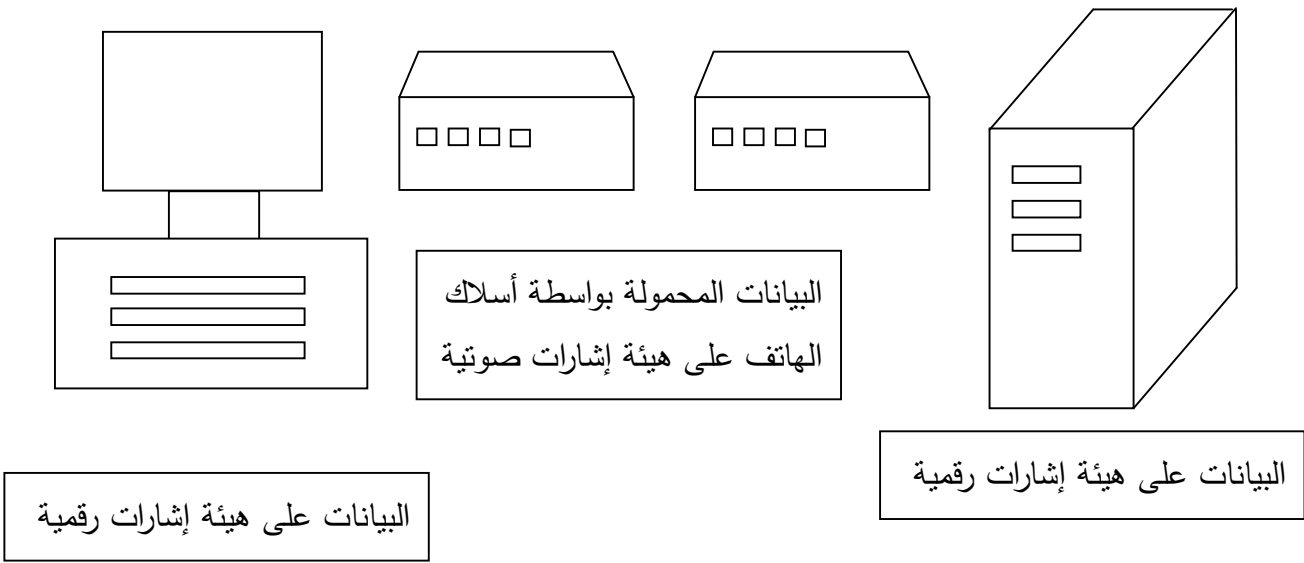 البيانات المحمولة بواسطة أسلاك
الهاتف على هيئة إشارات صوتية
البيانات على هيئة إشارات رقمية
البيانات على هيئة إشارات رقمية